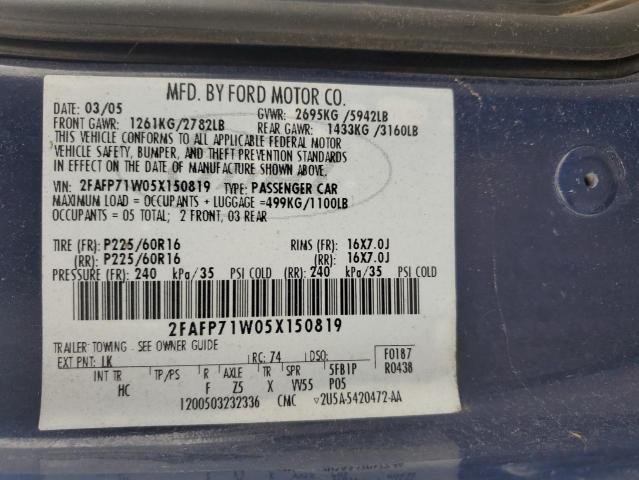 MFD. BY FORD MOTOR CO.
DATE: 03/05 GVWR: 2695KG/5942LB
FRONT GAWR: 1261KG/2782LB REAR GAWR: 1433KG/3160LB
THIS VEHICLE CONFORMS TO ALL APPLICABLE FEDERAL MOTOR
VEHICLE SAFETY, BUMPER, AND THEFT PREVENTION STANDARDS
IN EFFECT ON THE DATE OF MANUFACTURE SHOWN ABOVE.
VIN: 2FAFP71W05X150819 TYPE: PASSENGER CAR
MAXIMUM LOAD = OCCUPANTS + LUGGAGE =499KG/1100LB
OCCUPANTS = 05 TOTAL; 2 FRONT, 03 REAR
TIRE (FR): P225/60R16 RIMS (FR): 16X7.0J
(RR): P225/60R16 (RR): 16X7.0J
PRESSURE (FR): 240 kPa/35 PSI COLD (RR): 240 kPa/35 PSI COLD
2FAFP71W05X150819
TRAILER TOWING - SEE OWNER GUIDE
EXT PNT: LK RC: 74 DSO: F0187
INT TR TP/PS R AXLE TR SPR 5FB1P R0438
HC F Z5 X VV55 P05
1200503232336 CMC ▽2U5A-5420472-AA